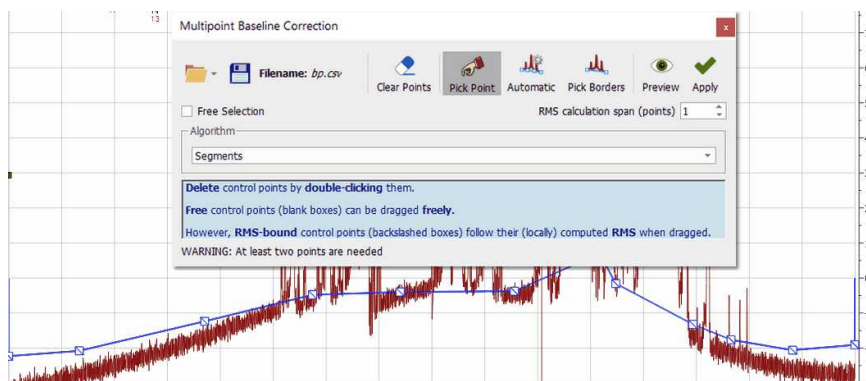 13
Multipoint Baseline Correction
x
Filename: bp.csv
Clear Points
Pick Point
Automatic
Pick Borders
Preview
Apply
Free Selection
RMS calculation span (points) 1
Algorithm
Segments
Delete control points by double-clicking them.
Free control points (blank boxes) can be dragged freely.
However, RMS-bound control points (backslashed boxes) follow their (locally) computed RMS when dragged.
WARNING: At least two points are needed